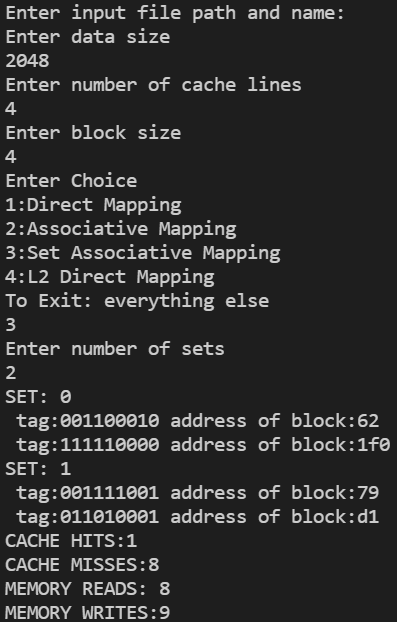 Enter input file path and name:
Enter data size
2048
Enter number of cache lines
4
Enter block size
4
Enter Choice
1:Direct Mapping
2:Associative Mapping
3:Set Associative Mapping
4:L2 Direct Mapping
To Exit: everything else
3
Enter number of sets
2
SET: 0
 tag:001100010 address of block:62
 tag:111110000 address of block:1f0
SET: 1
 tag:001111001 address of block:79
 tag:011010001 address of block:d1
CACHE HITS:1
CACHE MISSES:8
MEMORY READS: 8
MEMORY WRITES:9